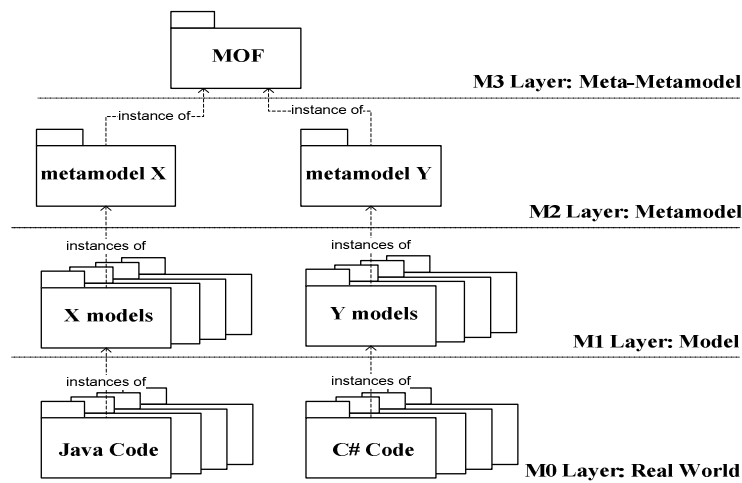 MOF
M3 Layer: Meta-Metamodel
instance of
instance of
metamodel X
metamodel Y
M2 Layer: Metamodel
instances of
instances of
X models
Y models
M1 Layer: Model
instances of
instances of
Java Code
C# Code
M0 Layer: Real World